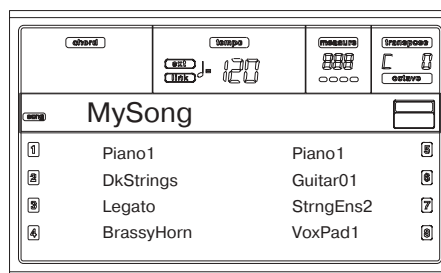 chord tempo measure transpose
ext link ♩= 120 888 C 0
octave
song MySong
1 Piano1 Piano1 5
2 DkStrings Guitar01 6
3 Legato StrngEns2 7
4 BrassyHorn VoxPad1 8